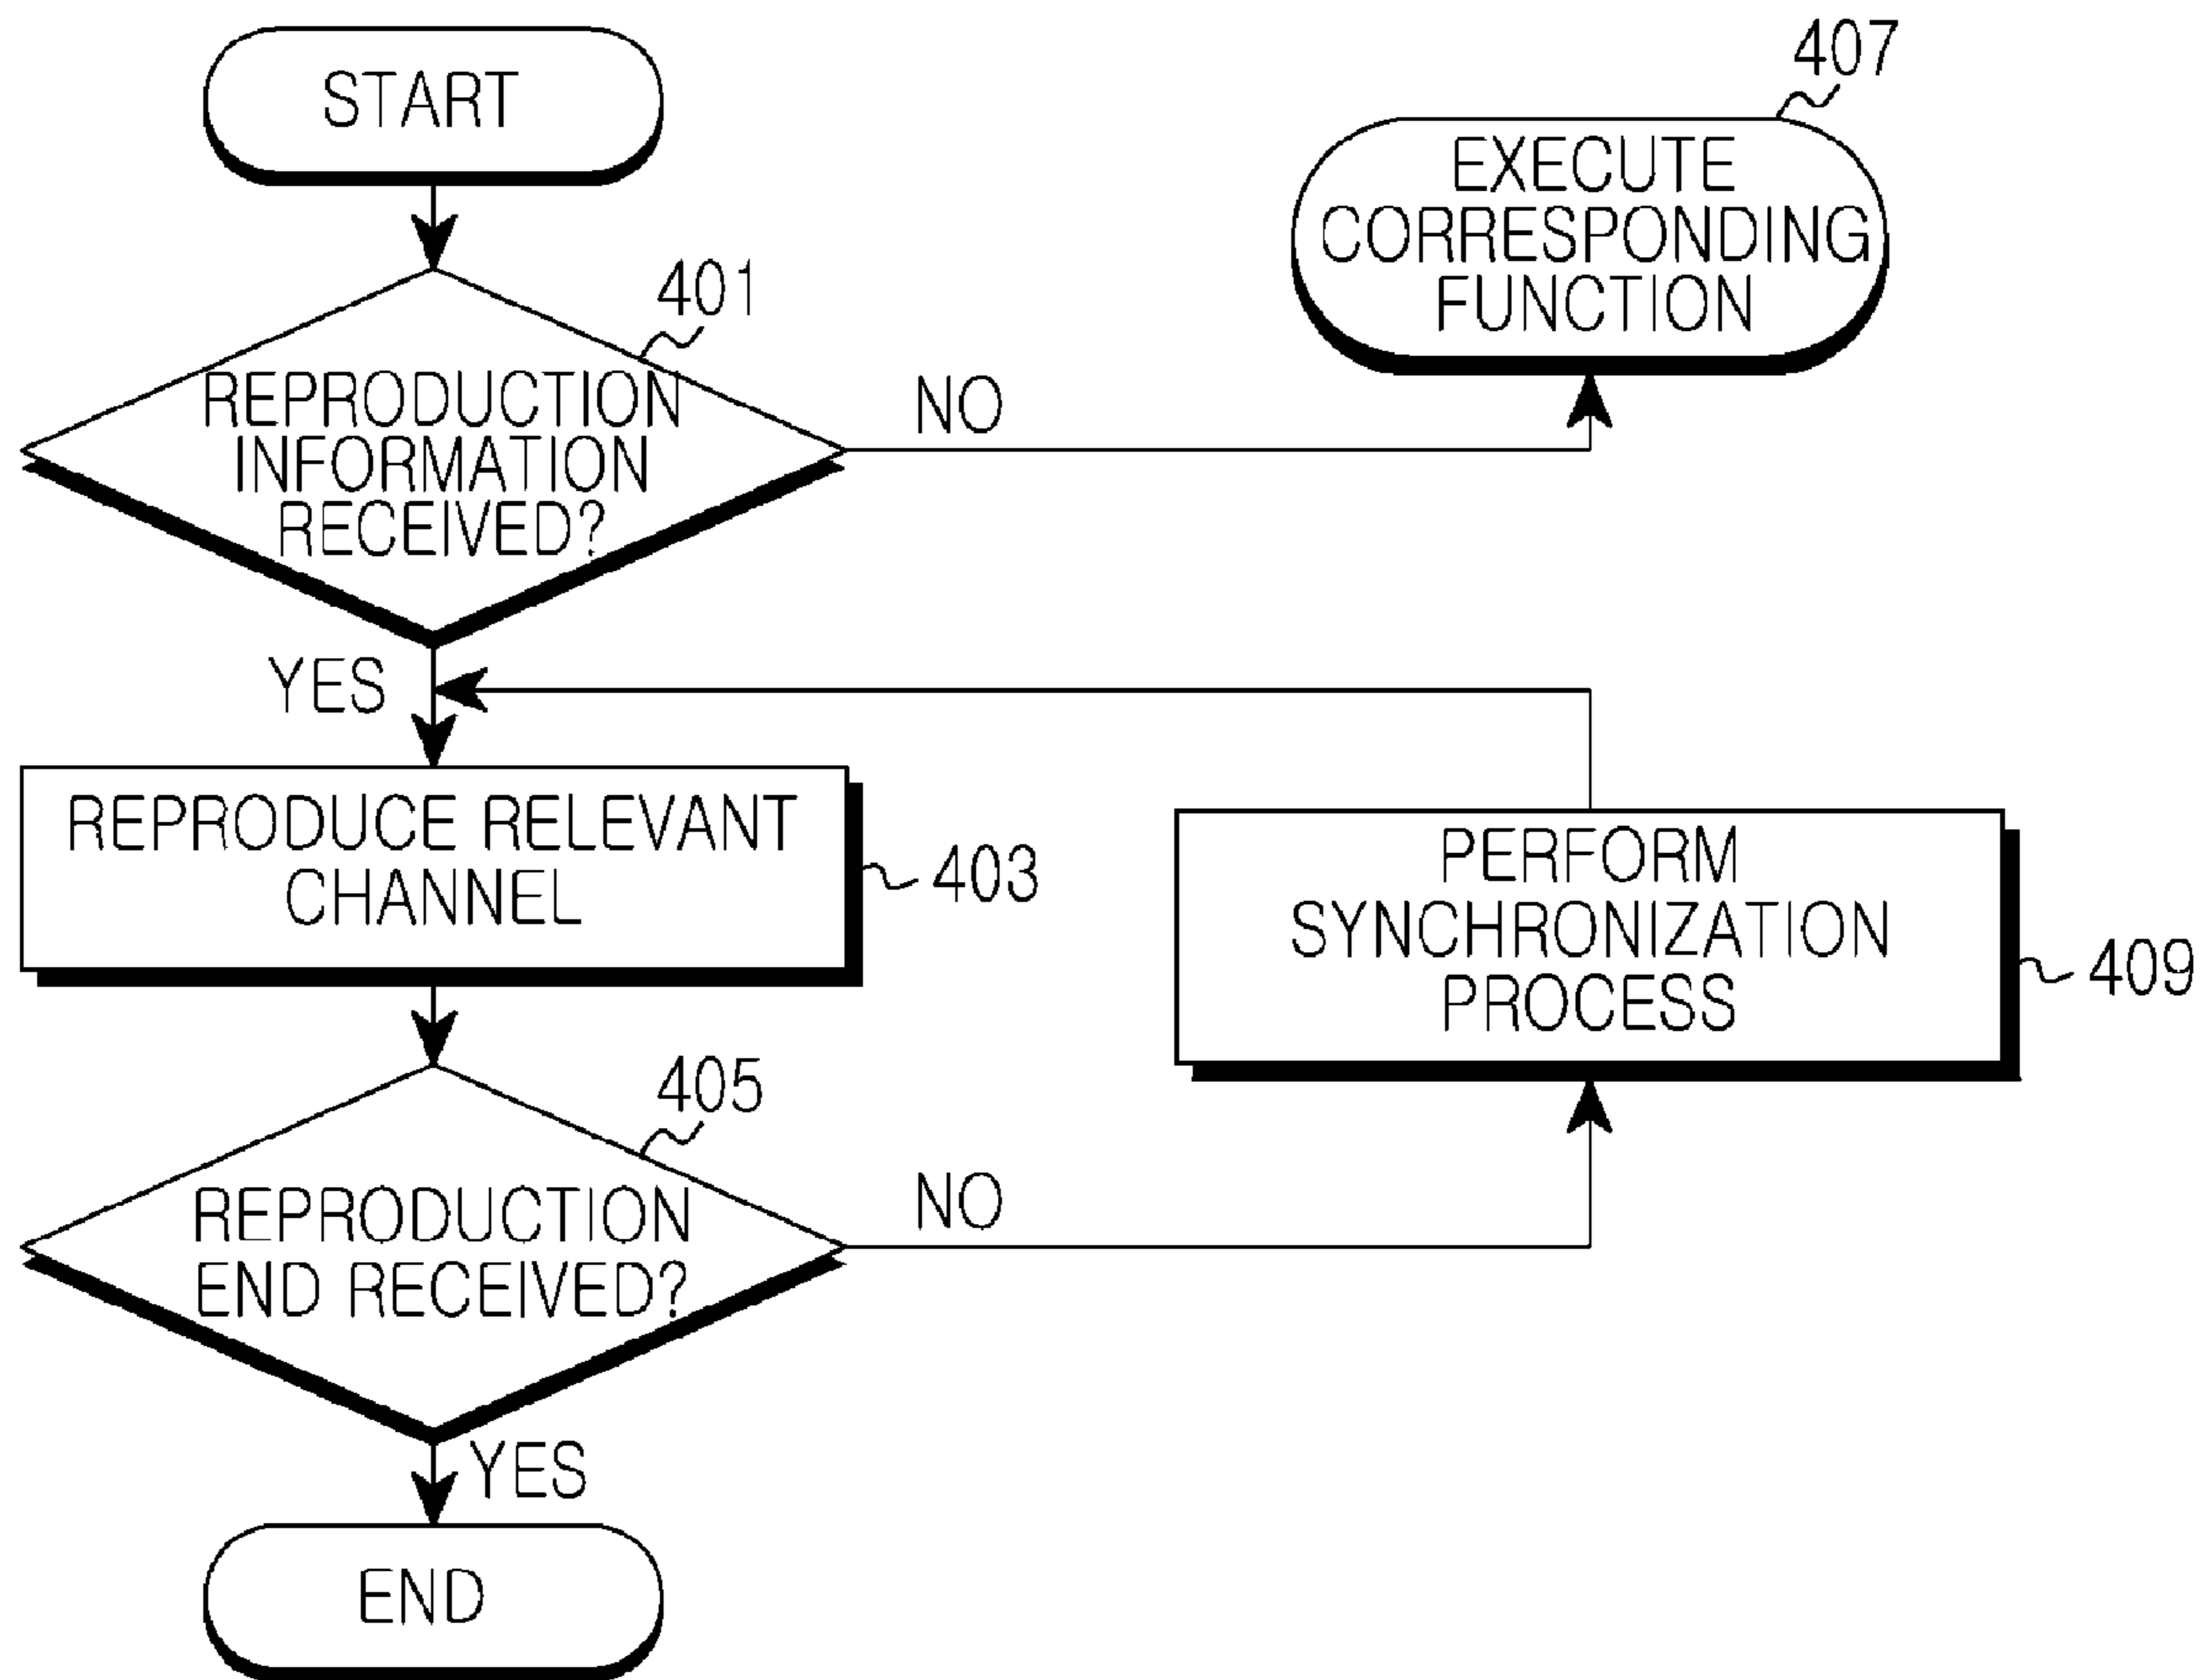 START
407
EXECUTE
CORRESPONDING
FUNCTION
401
REPRODUCTION
INFORMATION
RECEIVED?
NO
YES
REPRODUCE RELEVANT
CHANNEL
403
PERFORM
SYNCHRONIZATION
PROCESS
409
405
REPRODUCTION
END RECEIVED?
NO
YES
END